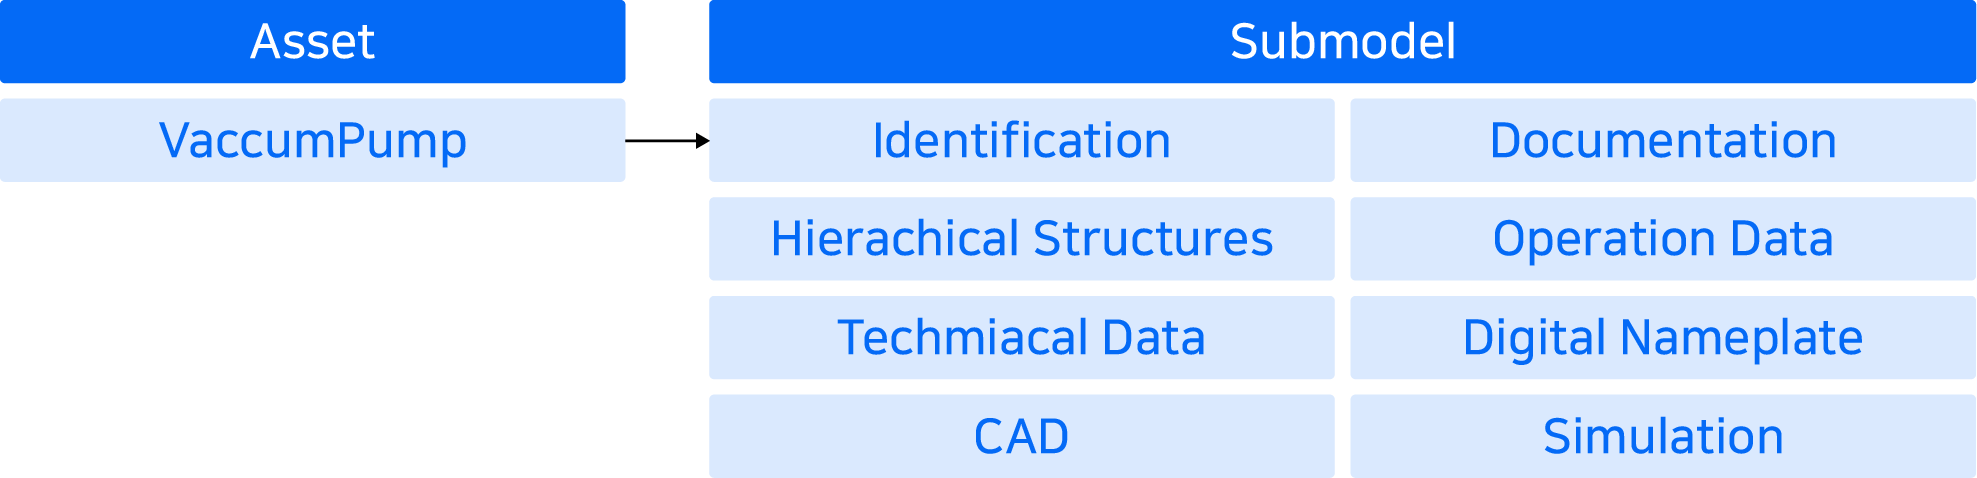 Asset
Submodel
VaccumPump
Identification
Documentation
Hierachical Structures
Operation Data
Techmiacal Data
Digital Nameplate
CAD
Simulation